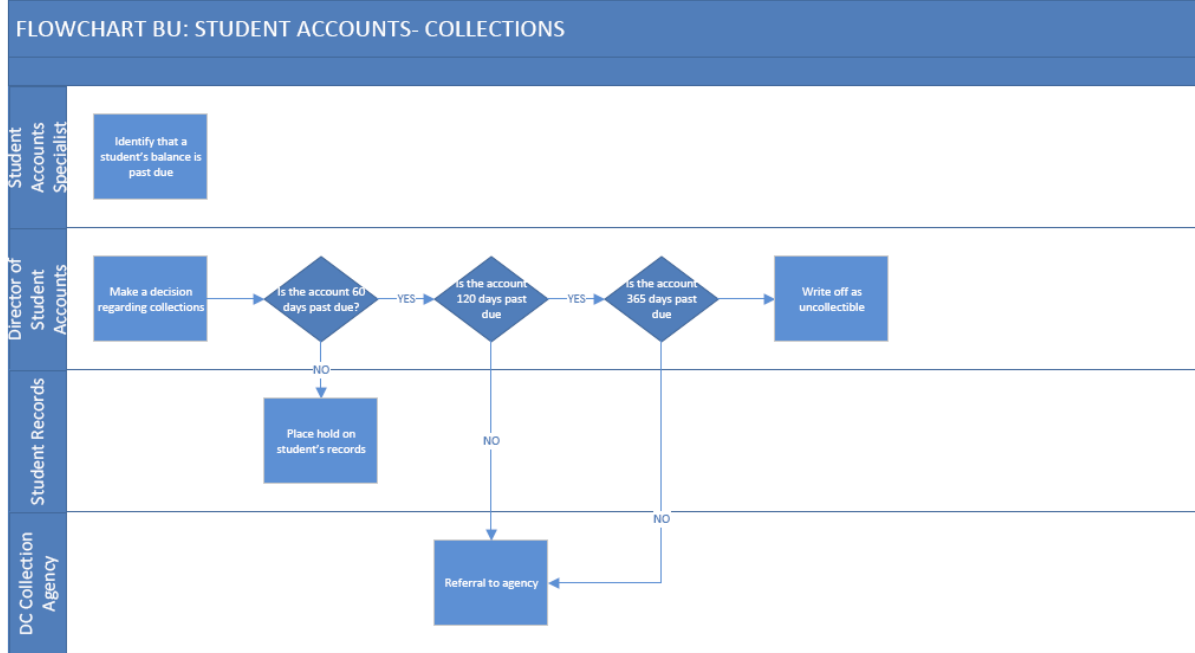 FLOWCHART BU: STUDENT ACCOUNTS- COLLECTIONS
Student
Accounts
Specialist
Identify that a
student's balance is
past due
Director of
Student
Accounts
Make a decision
regarding collections
Is the account 60
days past due?
YES
Is the account
120 days past
due
YES
Is the account
365 days past
due
Write off as
uncollectible
NO
Student Records
Place hold on
student's records
NO
NO
DC Collection
Agency
Referral to agency